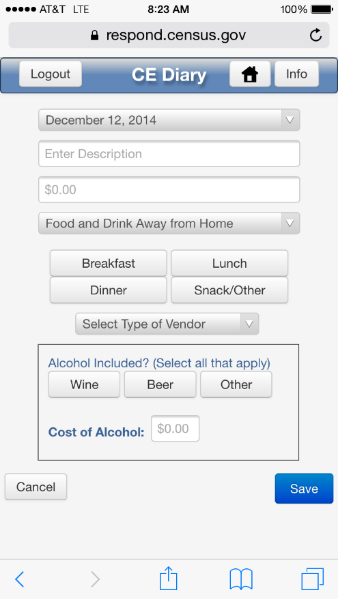 AT&T LTE 8:23 AM 100%
respond.census.gov
Logout CE Diary Info
December 12, 2014
Enter Description
$0.00
Food and Drink Away from Home
Breakfast Lunch
Dinner Snack/Other
Select Type of Vendor
Alcohol Included? (Select all that apply)
Wine Beer Other
Cost of Alcohol: $0.00
Cancel Save